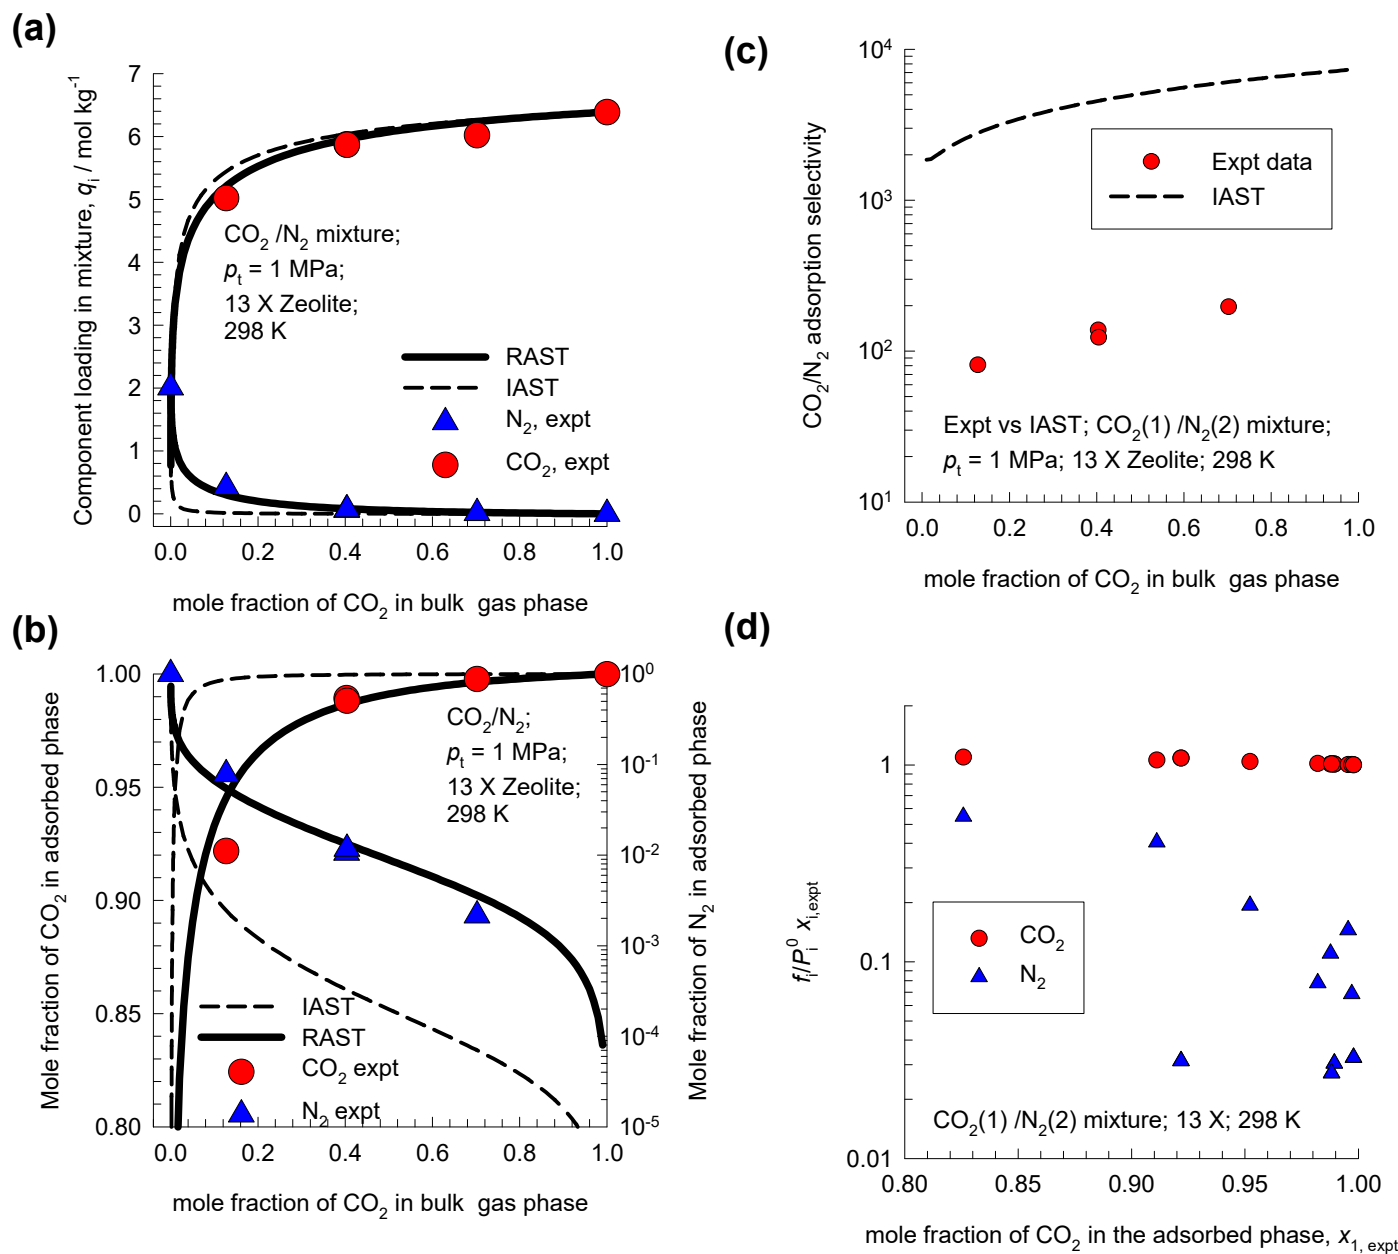 (a)
7
6
5
4
3
2
1
0
Component loading in mixture, qi / mol kg-1
CO2 /N2 mixture;
pt = 1 MPa;
13 X Zeolite;
298 K
RAST
IAST
N2, expt
CO2, expt
0.0 0.2 0.4 0.6 0.8 1.0
mole fraction of CO2 in bulk gas phase
(b)
1.00
0.95
0.90
0.85
0.80
Mole fraction of CO2 in adsorbed phase
CO2/N2;
pt = 1 MPa;
13 X Zeolite;
298 K
IAST
RAST
CO2 expt
N2 expt
100
10-1
10-2
10-3
10-4
10-5
Mole fraction of N2 in adsorbed phase
0.0 0.2 0.4 0.6 0.8 1.0
mole fraction of CO2 in bulk gas phase
(c)
104
103
102
101
CO2/N2 adsorption selectivity
Expt data
IAST
Expt vs IAST; CO2(1) /N2(2) mixture;
pt = 1 MPa; 13 X Zeolite; 298 K
0.0 0.2 0.4 0.6 0.8 1.0
mole fraction of CO2 in bulk gas phase
(d)
1
0.1
0.01
fi/Pi0 xi,expt
CO2
N2
CO2(1) /N2(2) mixture; 13 X; 298 K
0.80 0.85 0.90 0.95 1.00
mole fraction of CO2 in the adsorbed phase, x1, expt